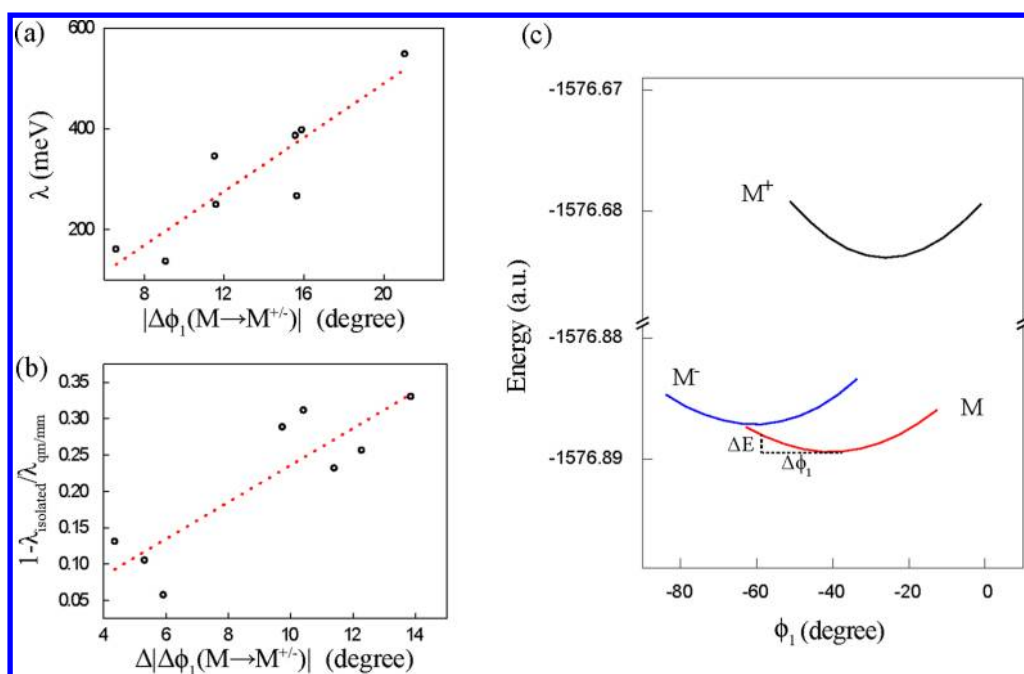 (a)
600
400
200
λ (meV)
8 12 16 20
|Δϕ₁(M→M⁺/⁻)| (degree)
(b)
0.35
0.30
0.25
0.20
0.15
0.10
0.05
1-λisolated/λqm/mm
4 6 8 10 12 14
Δ|Δϕ₁(M→M⁺/⁻)| (degree)
(c)
-1576.67
-1576.68
-1576.88
-1576.89
Energy (a.u.)
M⁺
M⁻
M
ΔE
Δϕ₁
-80 -60 -40 -20 0
ϕ₁ (degree)